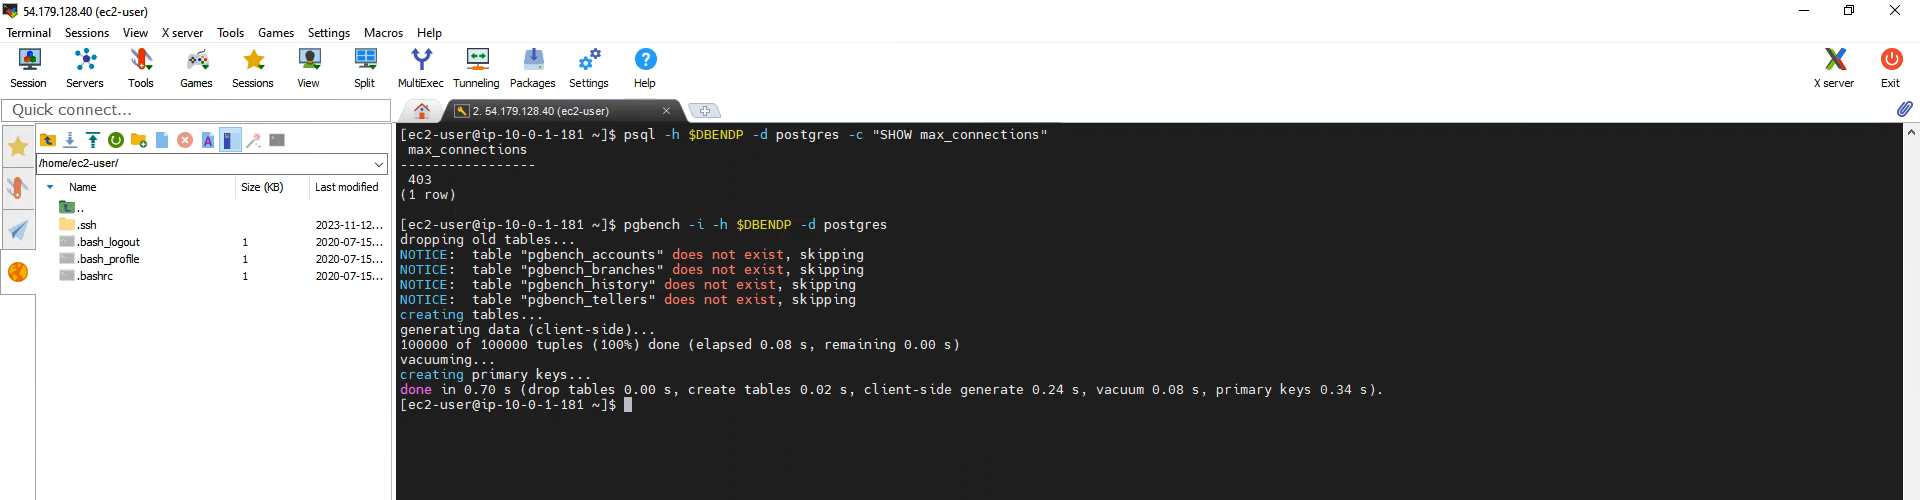 54.179.128.40 (ec2-user)
Terminal Sessions View X server Tools Games Settings Macros Help
Session Servers Tools Games Sessions View Split MultiExec Tunneling Packages Settings Help X server Exit
Quick connect...
2. 54.179.128.40 (ec2-user)
/home/ec2-user/
Name Size (KB) Last modified
..
.ssh 2023-11-12...
.bash_logout 1 2020-07-15...
.bash_profile 1 2020-07-15...
.bashrc 1 2020-07-15...
[ec2-user@ip-10-0-1-181 ~]$ psql -h $DBENDP -d postgres -c "SHOW max_connections"
max_connections
-----------------
403
(1 row)
[ec2-user@ip-10-0-1-181 ~]$ pgbench -i -h $DBENDP -d postgres
dropping old tables...
NOTICE:  table "pgbench_accounts" does not exist, skipping
NOTICE:  table "pgbench_branches" does not exist, skipping
NOTICE:  table "pgbench_history" does not exist, skipping
NOTICE:  table "pgbench_tellers" does not exist, skipping
creating tables...
generating data (client-side)...
100000 of 100000 tuples (100%) done (elapsed 0.08 s, remaining 0.00 s)
vacuuming...
creating primary keys...
done in 0.70 s (drop tables 0.00 s, create tables 0.02 s, client-side generate 0.24 s, vacuum 0.08 s, primary keys 0.34 s).
[ec2-user@ip-10-0-1-181 ~]$